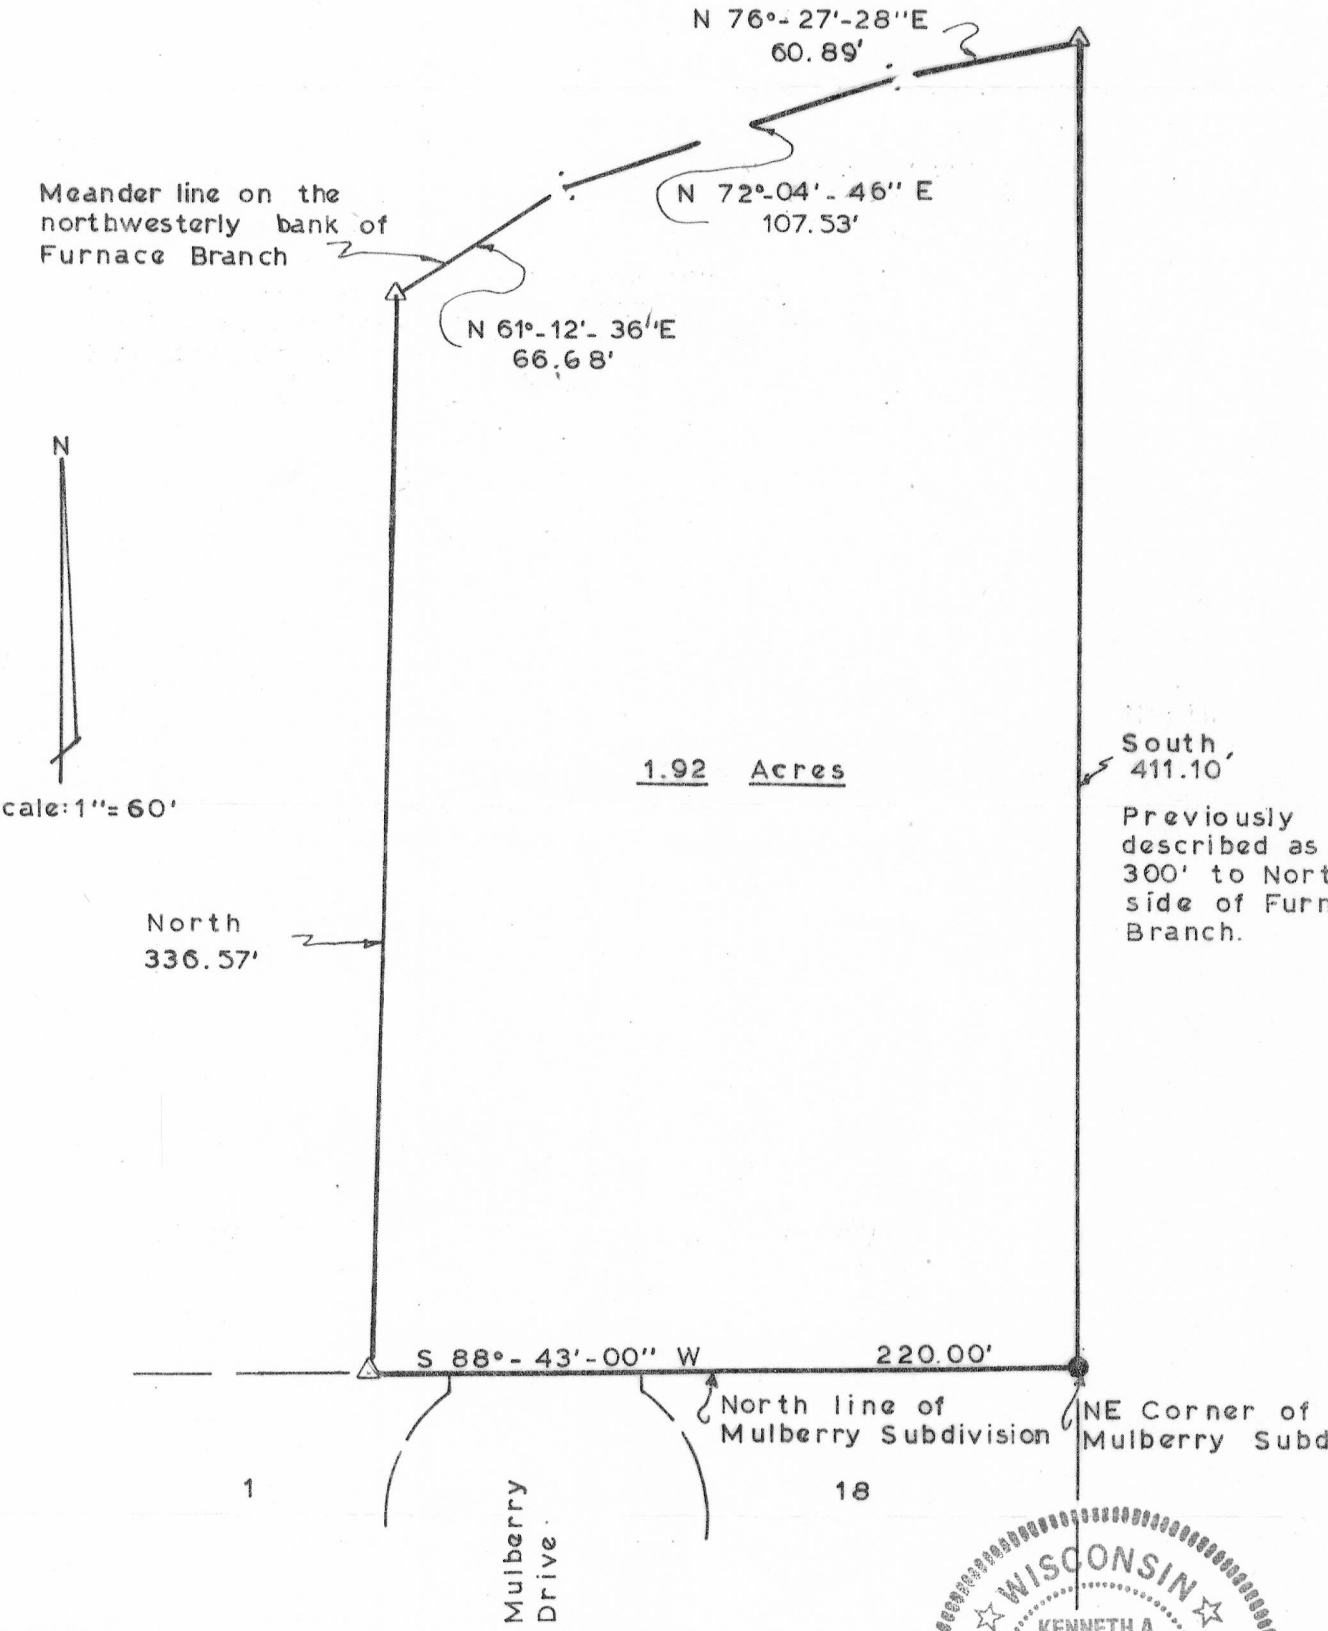 N 76°-27'-28"E
60.89'
Meander line on the
northwesterly bank of
Furnace Branch
N 72°-04'-46" E
107.53'
N 61°-12'-36"E
66.68'
N
cale: 1"= 60'
1.92 Acres
South
411.10'
Previously
described as
300' to Nort
side of Furn
Branch.
North
336.57'
S 88°-43'-00" W 220.00'
North line of
Mulberry Subdivision
NE Corner of
Mulberry Subd
1
18
Mulberry
Drive
WISCONSIN
KENNETH A.